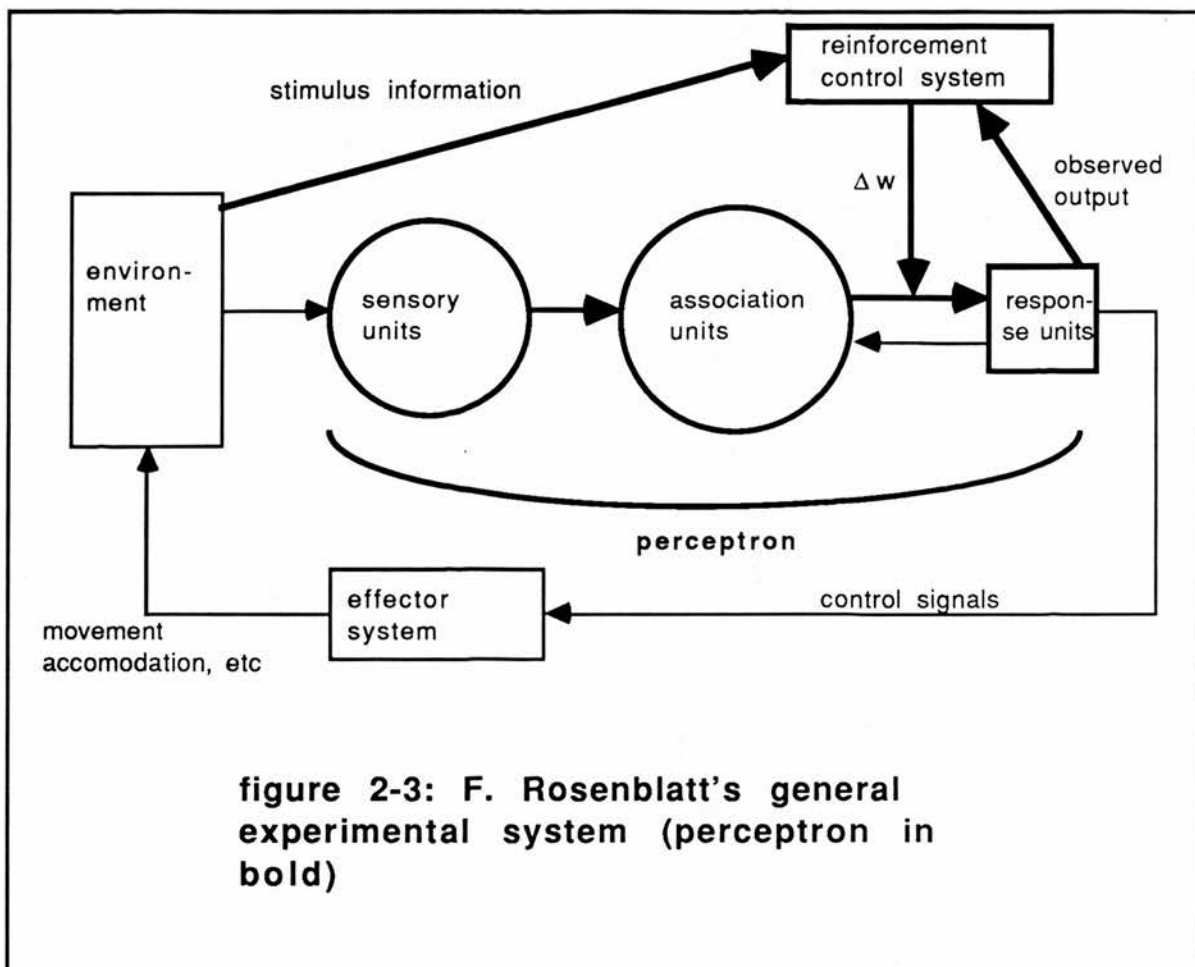 reinforcement
control system
stimulus information
Δw
observed
output
environ-
ment
sensory
units
association
units
respon-
se units
perceptron
effector
system
control signals
movement
accomodation, etc
figure 2-3: F. Rosenblatt's general
experimental system (perceptron in
bold)